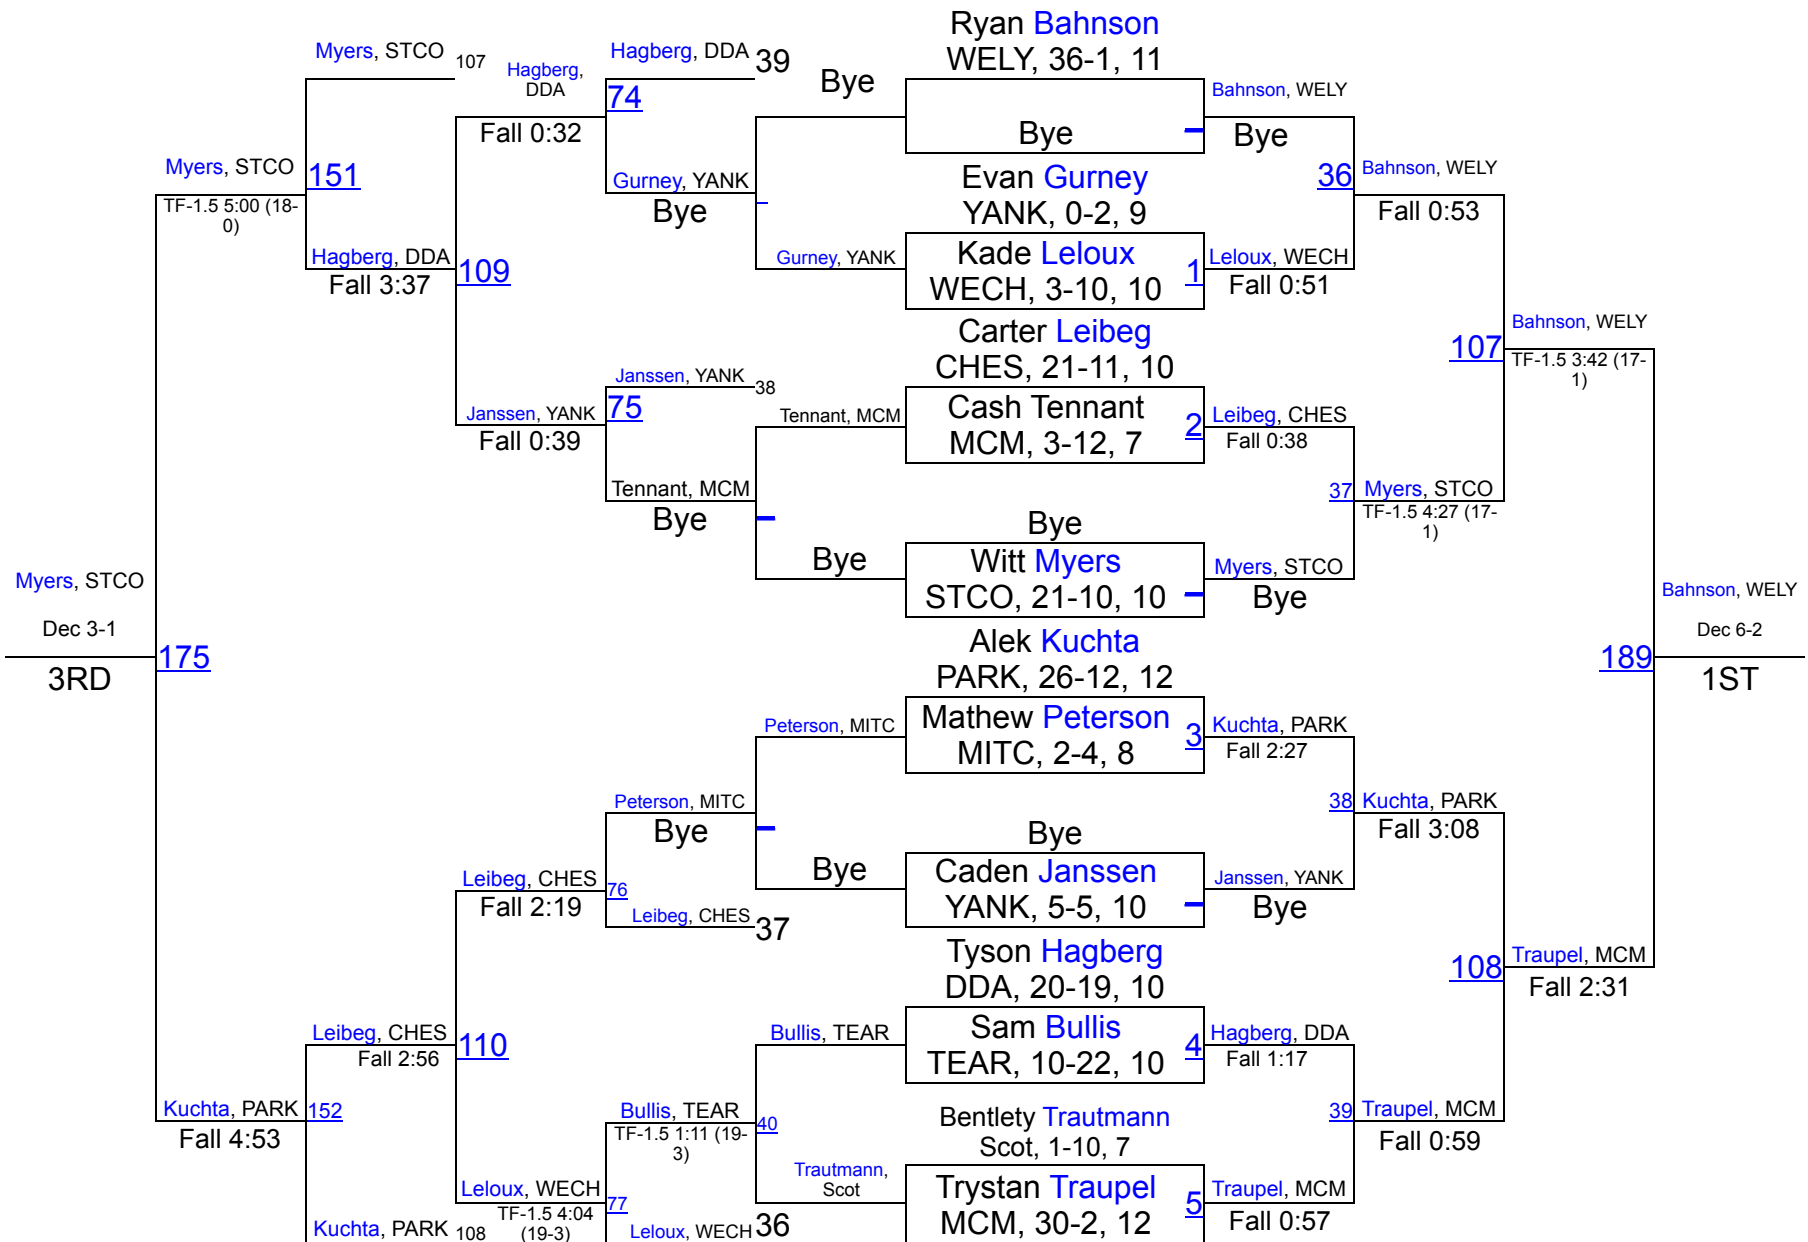 Myers, STCO 107
Hagberg,
DDA
Hagberg, DDA 39
74
Fall 0:32
Gurney, YANK
Bye
Myers, STCO
151
TF-1.5 5:00 (18-
0)
Hagberg, DDA
Fall 3:37
109
Janssen, YANK 38
75
Janssen, YANK
Fall 0:39
Tennant, MCM
Bye
Myers, STCO
Dec 3-1
175
3RD
Peterson, MITC
Bye
Leibeg, CHES
Fall 2:19
76
Leibeg, CHES 37
Leibeg, CHES
Fall 2:56
110
Kuchta, PARK
Fall 4:53
152
Bullis, TEAR
TF-1.5 1:11 (19-
3)
40
Leloux, WECH
TF-1.5 4:04
(19-3)
77
Leloux, WECH 36
Kuchta, PARK 108
Bye
Gurney, YANK
Tennant, MCM
Bye
Peterson, MITC
Bye
Bullis, TEAR
Trautmann,
Scot
Ryan Bahnson
WELY, 36-1, 11
Bye
Evan Gurney
YANK, 0-2, 9
Kade Leloux
WECH, 3-10, 10
1
Carter Leibeg
CHES, 21-11, 10
Cash Tennant
MCM, 3-12, 7
2
Bye
Witt Myers
STCO, 21-10, 10
Alek Kuchta
PARK, 26-12, 12
Mathew Peterson
MITC, 2-4, 8
3
Bye
Caden Janssen
YANK, 5-5, 10
Tyson Hagberg
DDA, 20-19, 10
Sam Bullis
TEAR, 10-22, 10
4
Bentlety Trautmann
Scot, 1-10, 7
Trystan Traupel
MCM, 30-2, 12
5
Bahnson, WELY
Bye
36
Leloux, WECH
Fall 0:51
Leibeg, CHES
Fall 0:38
37
Myers, STCO
Bye
Kuchta, PARK
Fall 2:27
38
Janssen, YANK
Bye
Hagberg, DDA
Fall 1:17
39
Traupel, MCM
Fall 0:57
Bahnson, WELY
Fall 0:53
107
Myers, STCO
TF-1.5 4:27 (17-
1)
Kuchta, PARK
Fall 3:08
108
Traupel, MCM
Fall 0:59
Bahnson, WELY
TF-1.5 3:42 (17-
1)
189
Traupel, MCM
Fall 2:31
Bahnson, WELY
Dec 6-2
1ST